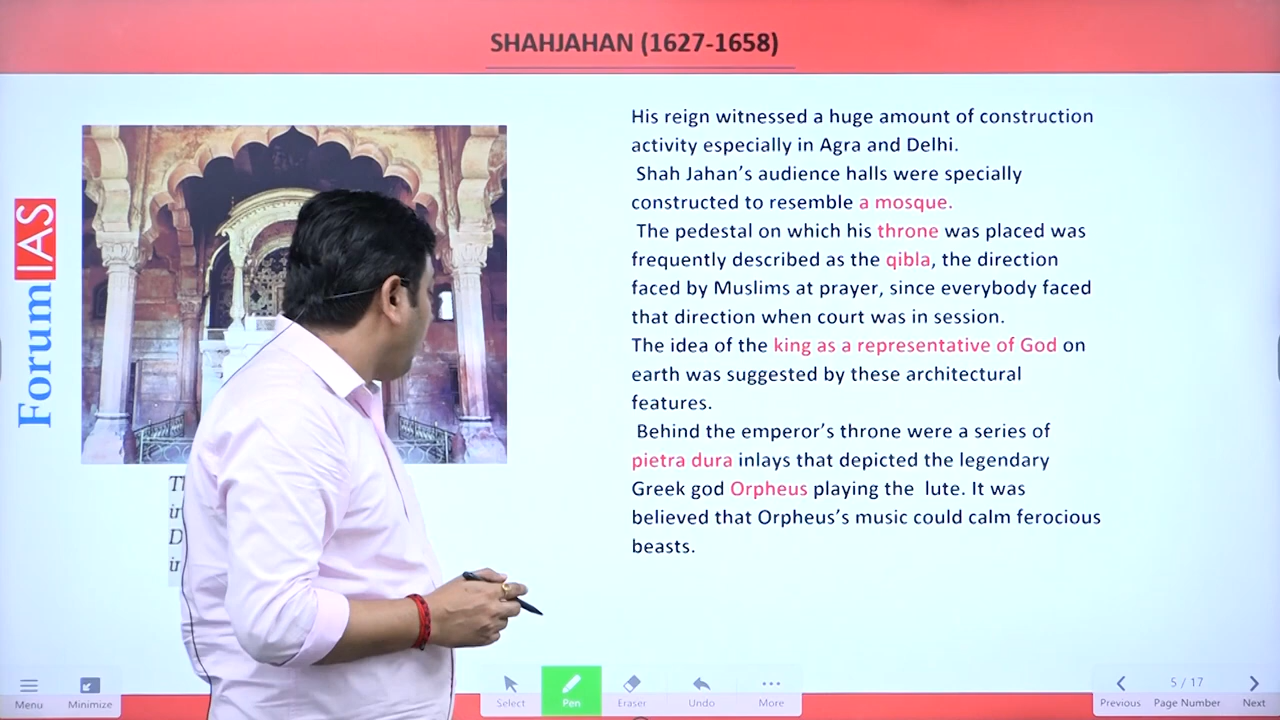 SHAHJAHAN (1627-1658)
ForumIAS
His reign witnessed a huge amount of construction
activity especially in Agra and Delhi.
Shah Jahan’s audience halls were specially
constructed to resemble a mosque.
The pedestal on which his throne was placed was
frequently described as the qibla, the direction
faced by Muslims at prayer, since everybody faced
that direction when court was in session.
The idea of the king as a representative of God on
earth was suggested by these architectural
features.
Behind the emperor’s throne were a series of
pietra dura inlays that depicted the legendary
Greek god Orpheus playing the lute. It was
believed that Orpheus’s music could calm ferocious
beasts.
Menu
Minimize
Select
Pen
Eraser
Undo
More
5 / 17
Previous
Page Number
Next